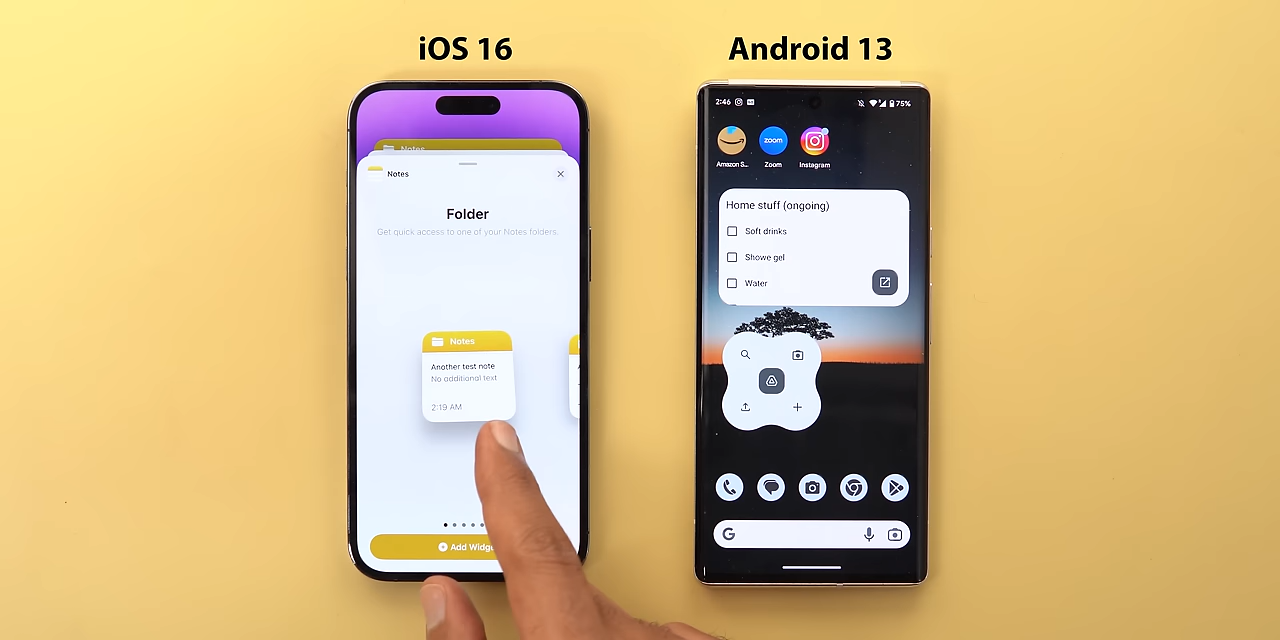 iOS 16
Android 13
Notes
Notes
Folder
Get quick access to one of your Notes folders.
Notes
Another test note
No additional text
2:19 AM
Add Widg
2:46
75%
zoom
Amazon S...
Zoom
Instagram
Home stuff (ongoing)
Soft drinks
Showe gel
Water
G